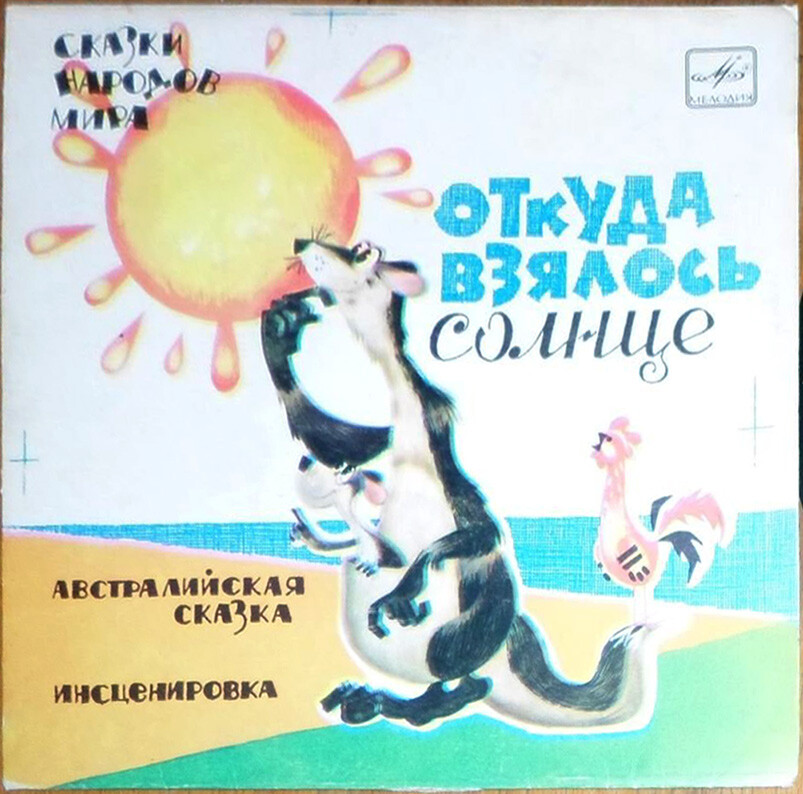 СКАЗКИ
НАРОДОВ
МИРА
МЕЛОДИЯ
ОТКУДА
ВЗЯЛОСЬ
СОЛНЦЕ
АВСТРАЛИЙСКАЯ
СКАЗКА
ИНСЦЕНИРОВКА